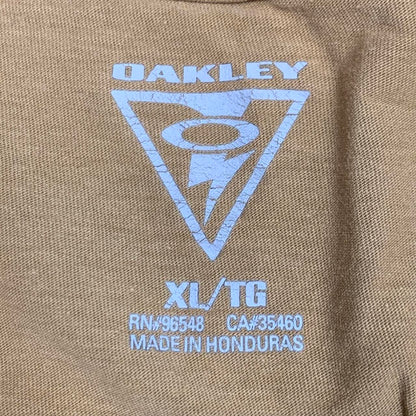 OAKLEY
XL/TG
RN#96548 CA#35460
MADE IN HONDURAS